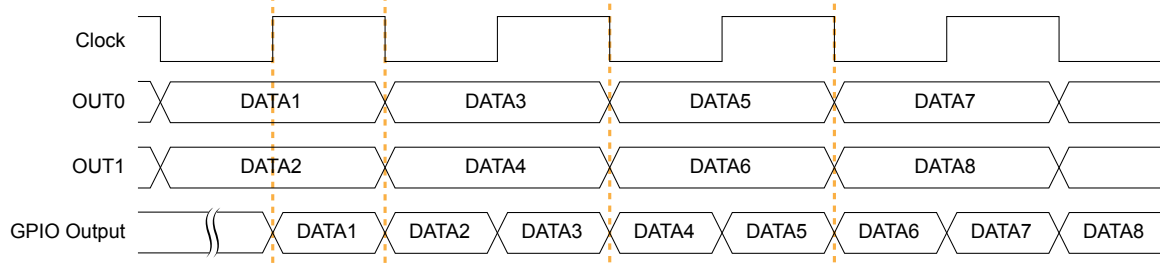 Clock
OUT0 DATA1 DATA3 DATA5 DATA7
OUT1 DATA2 DATA4 DATA6 DATA8
GPIO Output DATA1 DATA2 DATA3 DATA4 DATA5 DATA6 DATA7 DATA8